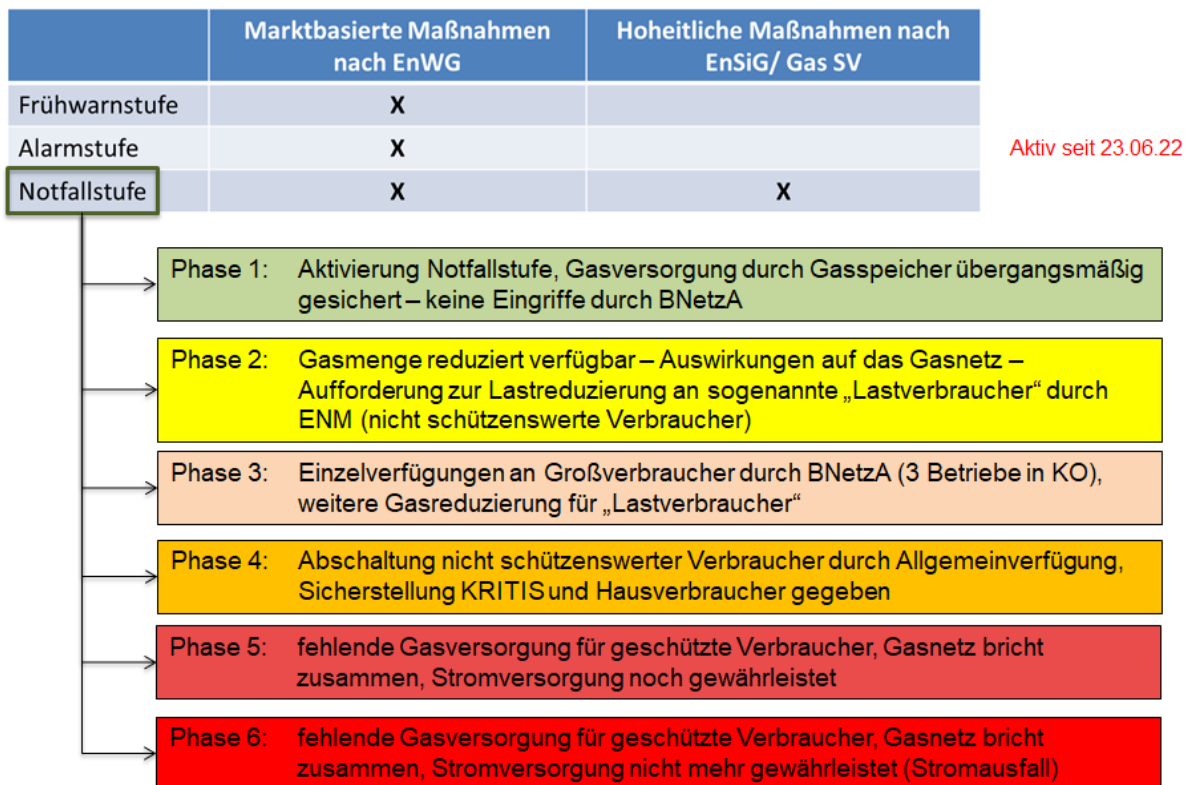 Marktbasierte Maßnahmen
nach EnWG
Hoheitliche Maßnahmen nach
EnSiG/ Gas SV
Frühwarnstufe X
Alarmstufe X Aktiv seit 23.06.22
Notfallstufe X X
Phase 1: Aktivierung Notfallstufe, Gasversorgung durch Gasspeicher übergangsmäßig
gesichert – keine Eingriffe durch BNetzA
Phase 2: Gasmenge reduziert verfügbar – Auswirkungen auf das Gasnetz –
Aufforderung zur Lastreduzierung an sogenannte „Lastverbraucher“ durch
ENM (nicht schützenswerte Verbraucher)
Phase 3: Einzelverfügungen an Großverbraucher durch BNetzA (3 Betriebe in KO),
weitere Gasreduzierung für „Lastverbraucher“
Phase 4: Abschaltung nicht schützenswerter Verbraucher durch Allgemeinverfügung,
Sicherstellung KRITIS und Hausverbraucher gegeben
Phase 5: fehlende Gasversorgung für geschützte Verbraucher, Gasnetz bricht
zusammen, Stromversorgung noch gewährleistet
Phase 6: fehlende Gasversorgung für geschützte Verbraucher, Gasnetz bricht
zusammen, Stromversorgung nicht mehr gewährleistet (Stromausfall)